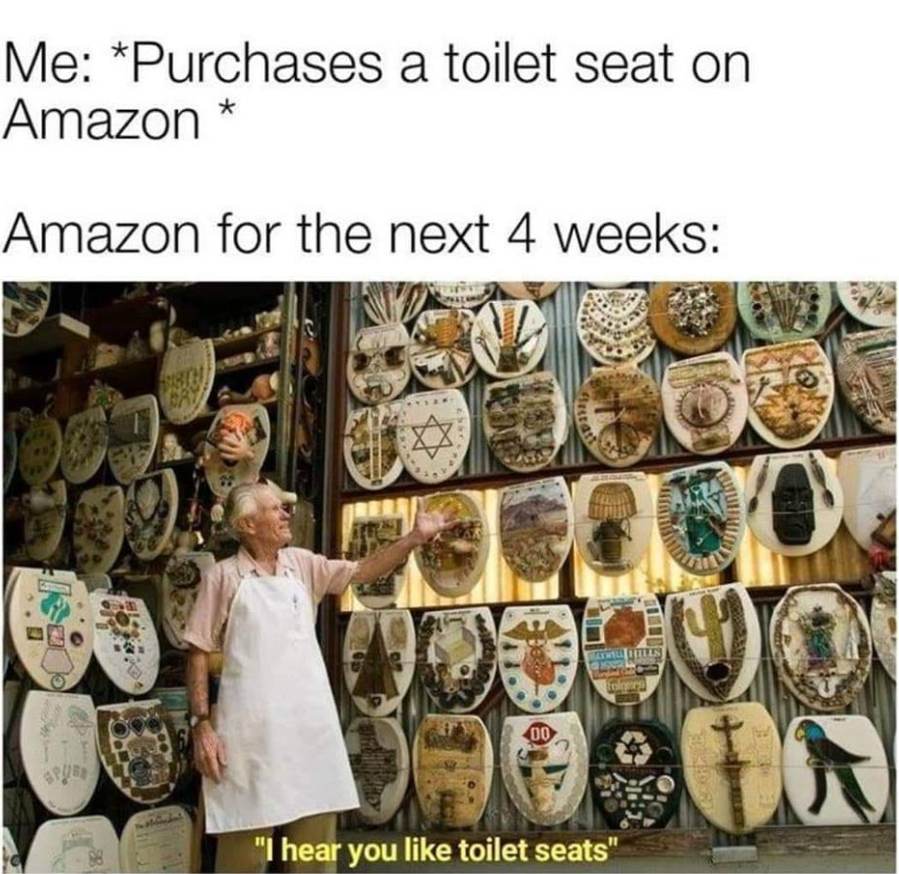 Me: *Purchases a toilet seat on
Amazon *
Amazon for the next 4 weeks:
"I hear you like toilet seats"